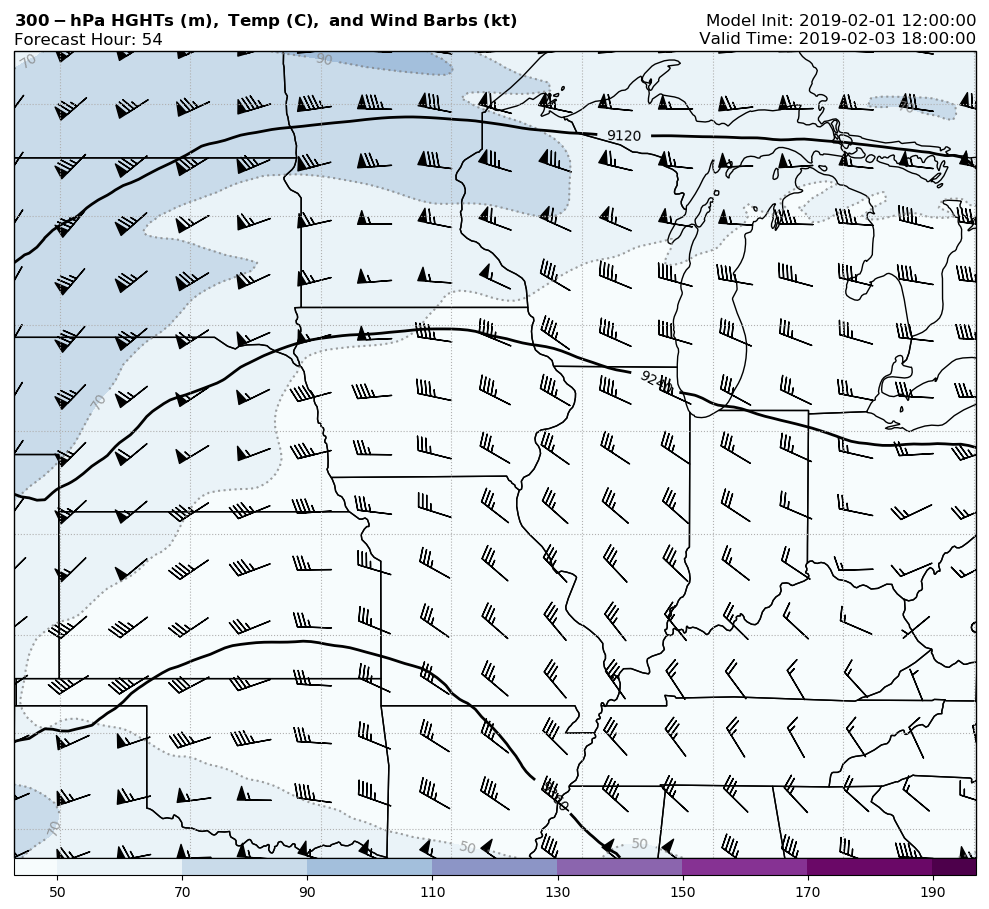 300-hPa HGHTs (m), Temp (C), and Wind Barbs (kt)
Model Init: 2019-02-01 12:00:00
Forecast Hour: 54
Valid Time: 2019-02-03 18:00:00
70
90
9120
9240
70
70
50
50
50 70 90 110 130 150 170 190